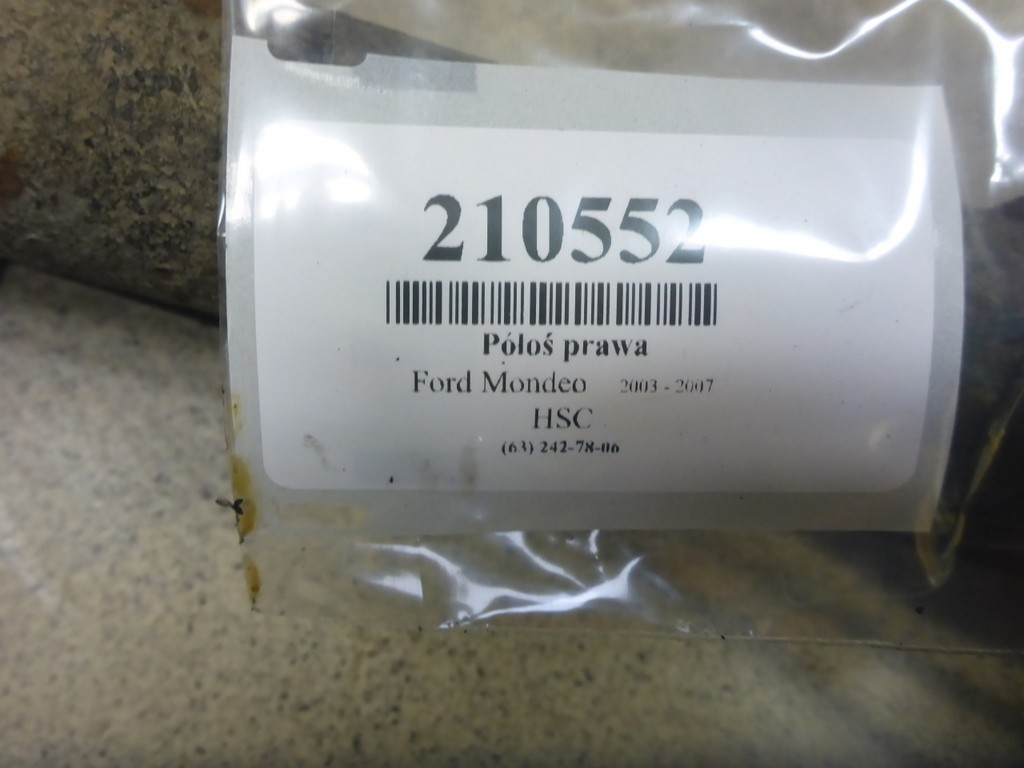 210552
Półoś prawa
Ford Mondeo 2003 - 2007
HSC
(63) 242-78-06